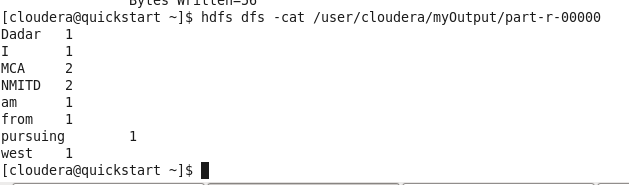 Bytes Written=56
[cloudera@quickstart ~]$ hdfs dfs -cat /user/cloudera/myOutput/part-r-00000
Dadar	1
I	1
MCA	2
NMITD	2
am	1
from	1
pursuing	1
west	1
[cloudera@quickstart ~]$